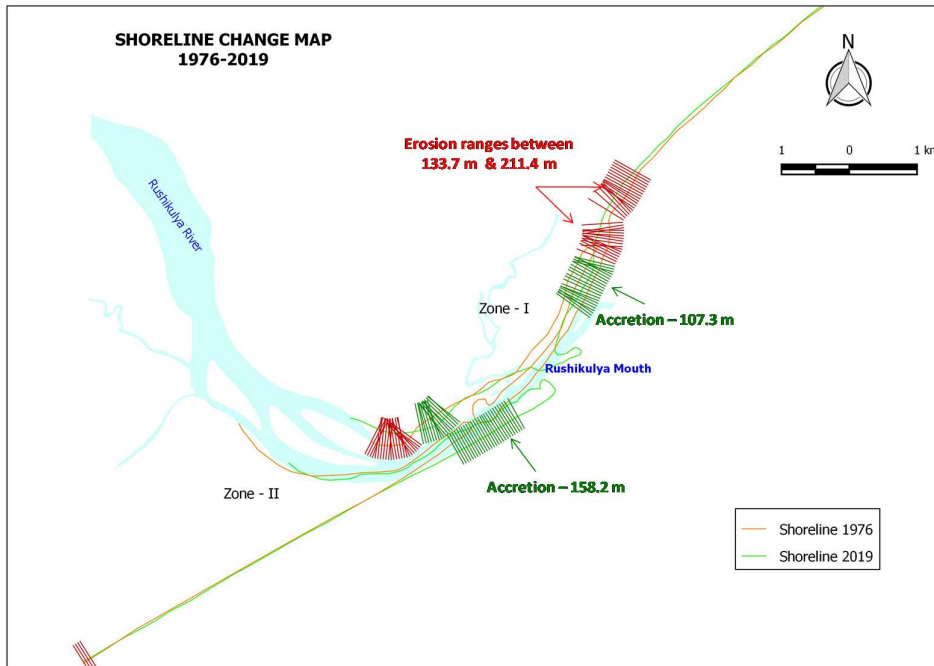 SHORELINE CHANGE MAP
1976-2019
N
1 0 1 km
Erosion ranges between
133.7 m & 211.4 m
Rushikulya River
Zone - I
Accretion – 107.3 m
Rushikulya Mouth
Accretion – 158.2 m
Zone - II
Shoreline 1976
Shoreline 2019